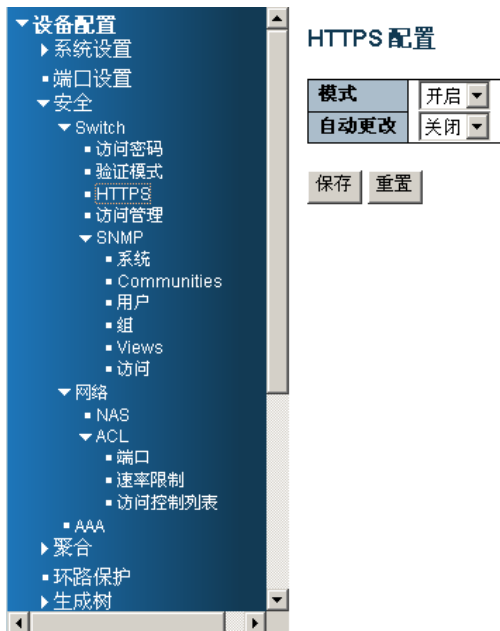 设备配置
系统设置
端口设置
安全
Switch
访问密码
验证模式
HTTPS
访问管理
SNMP
系统
Communities
用户
组
Views
访问
网络
NAS
ACL
端口
速率限制
访问控制列表
AAA
聚合
环路保护
生成树
HTTPS 配置
模式 开启
自动更改 关闭
保存 重置